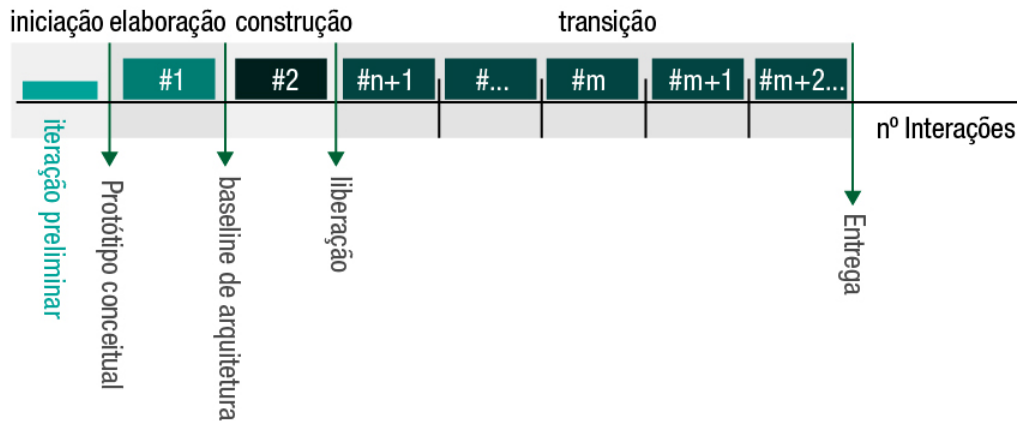 iniciação elaboração construção transição
#1 #2 #n+1 #... #m #m+1 #m+2...
nº Interações
iteração preliminar
Protótipo conceitual
baseline de arquitetura
liberação
Entrega